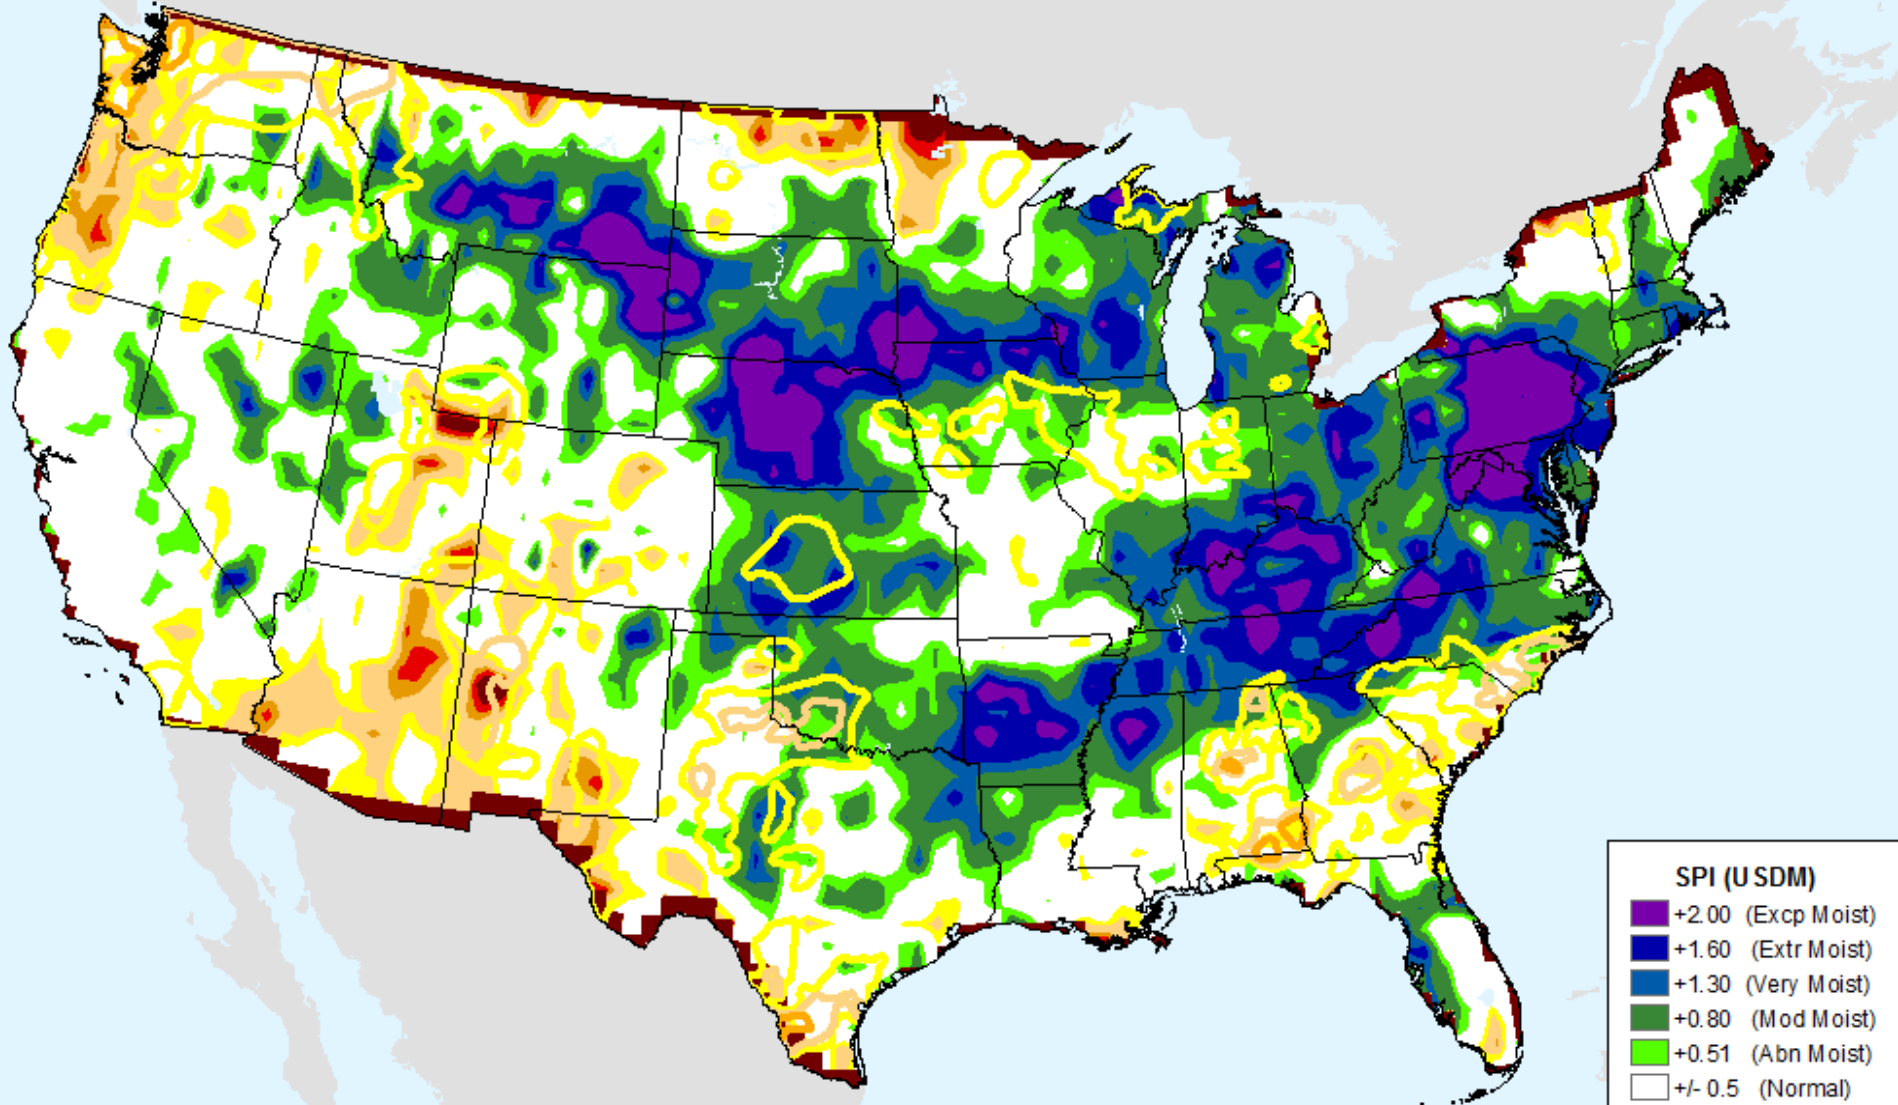 SPI (USDM)
+2.00 (Excp Moist)
+1.60 (Extr Moist)
+1.30 (Very Moist)
+0.80 (Mod Moist)
+0.51 (Abn Moist)
+/- 0.5 (Normal)